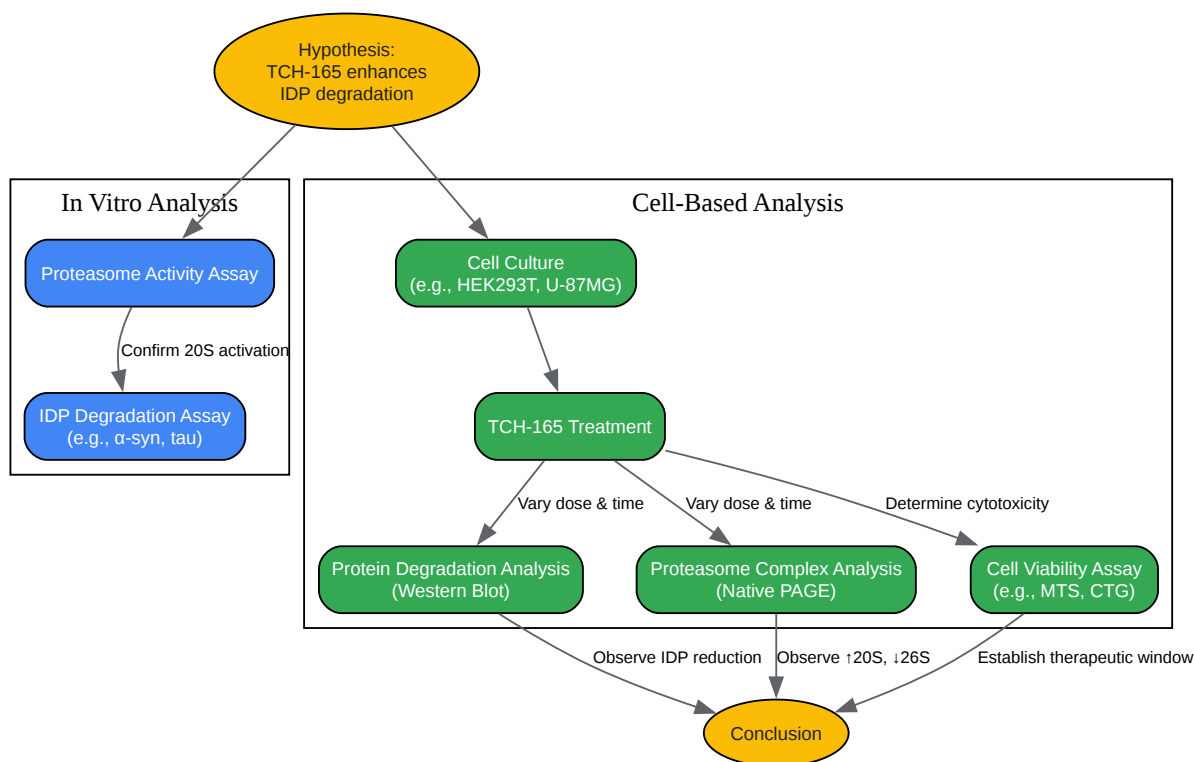 Hypothesis:
TCH-165 enhances
IDP degradation
In Vitro Analysis
Cell-Based Analysis
Proteasome Activity Assay
Cell Culture
(e.g., HEK293T, U-87MG)
Confirm 20S activation
IDP Degradation Assay
(e.g., α-syn, tau)
TCH-165 Treatment
Vary dose & time
Vary dose & time
Determine cytotoxicity
Protein Degradation Analysis
(Western Blot)
Proteasome Complex Analysis
(Native PAGE)
Cell Viability Assay
(e.g., MTS, CTG)
Observe IDP reduction
Observe ↑20S, ↓26S
Establish therapeutic window
Conclusion